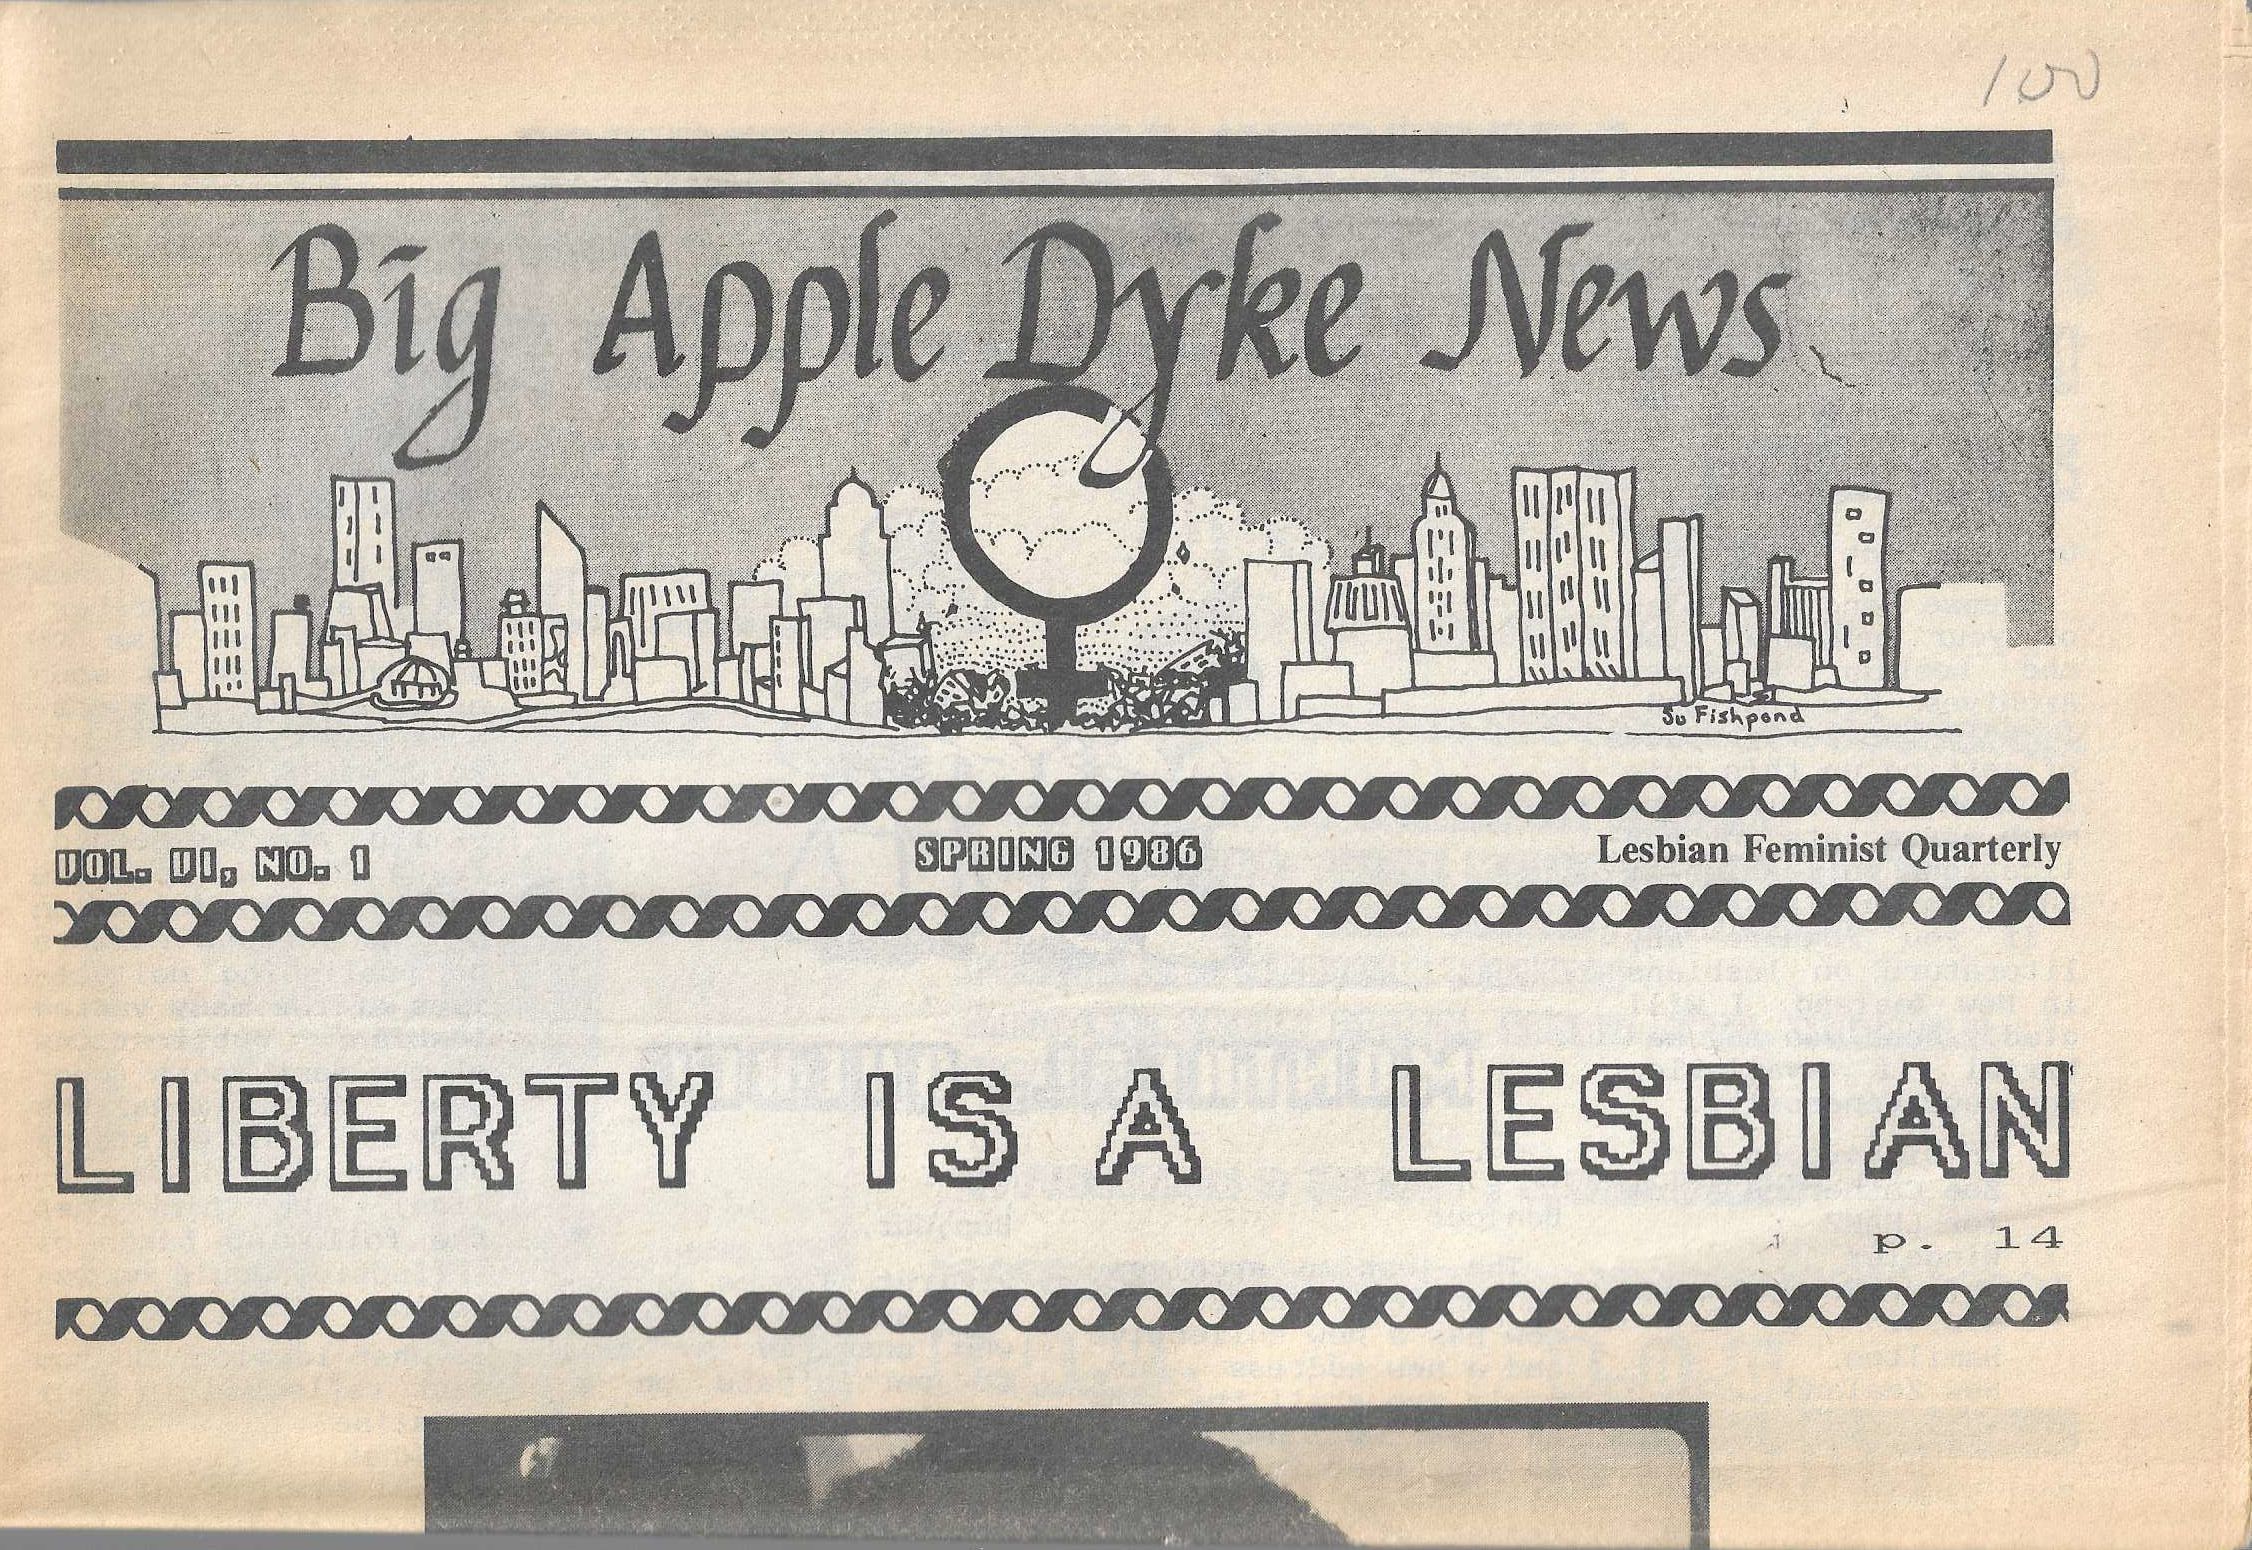 100
Big Apple Dyke News
Su Fishpond
VOL. VI, NO. 1 SPRING 1986 Lesbian Feminist Quarterly
LIBERTY IS A LESBIAN
p. 14